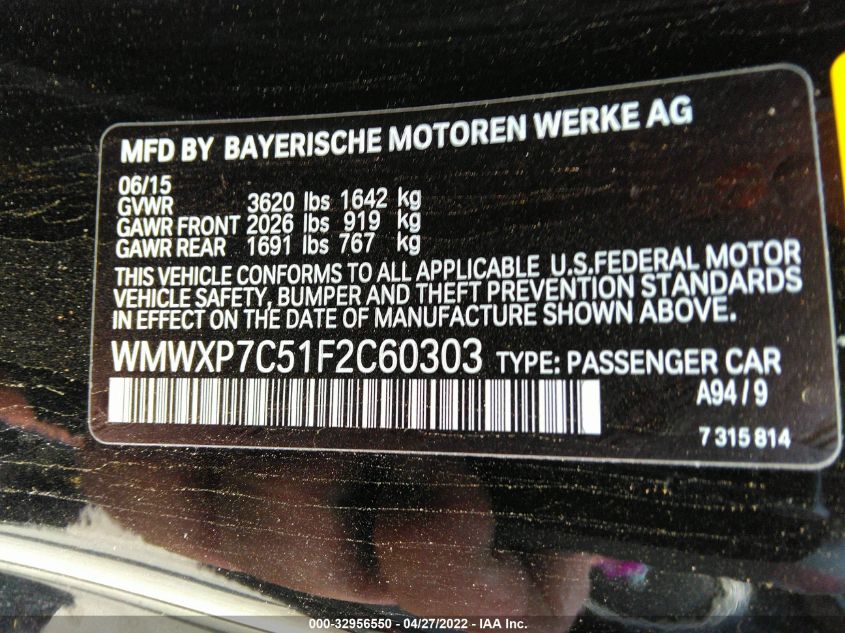 MFD BY BAYERISCHE MOTOREN WERKE AG
06/15
GVWR 3620 lbs 1642 kg
GAWR FRONT 2026 lbs 919 kg
GAWR REAR 1691 lbs 767 kg
THIS VEHICLE CONFORMS TO ALL APPLICABLE U.S.FEDERAL MOTOR
VEHICLE SAFETY, BUMPER AND THEFT PREVENTION STANDARDS
IN EFFECT ON THE DATE OF MANUFACTURE SHOWN ABOVE.
WMWXP7C51F2C60303 TYPE: PASSENGER CAR
A94/9
7 315 814
000-32956550 - 04/27/2022 - IAA Inc.